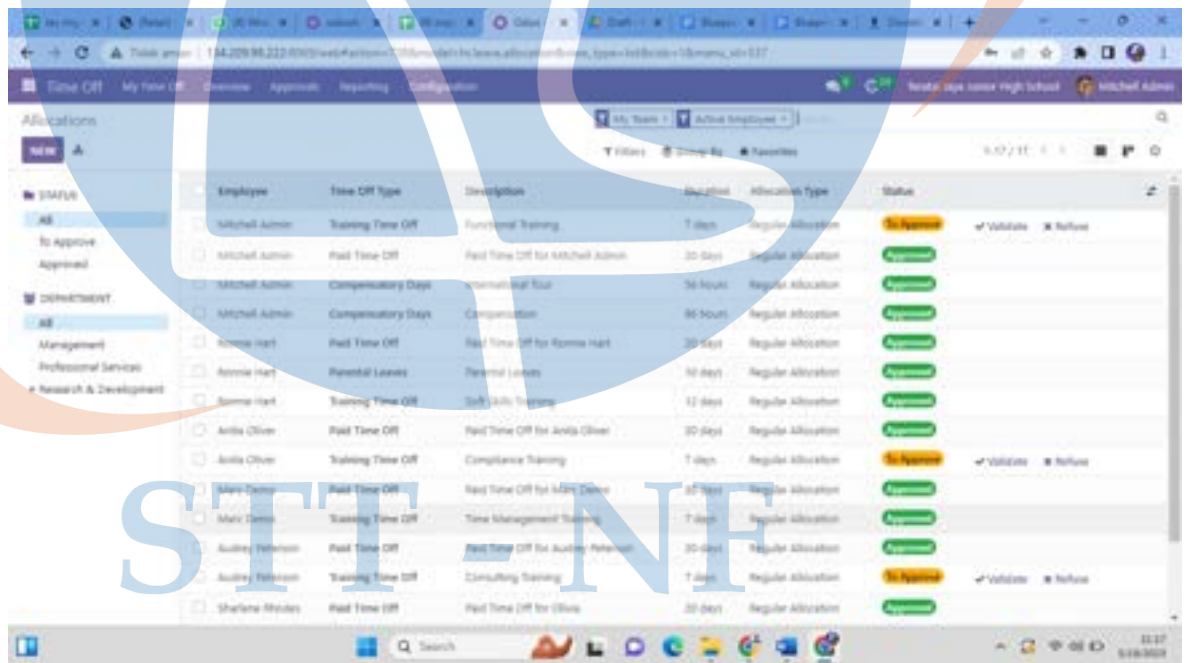 Time Off My Time Off Overview Approvals Reporting Configuration Mitchell Admin
Allocations My Team Active Employee
NEW Filters Group By Favorites
STATUS
All
To Approve
Approved
DEPARTMENT
All
Management
Professional Services
Research & Development
Employee Time Off Type Description Duration Allocation Type Status
Mitchell Admin Training Time Off Functional Training 7 days Regular Allocation To Approve Validate Refuse
Mitchell Admin Paid Time Off Paid Time Off for Mitchell Admin 20 days Regular Allocation Approved
Mitchell Admin Compensatory Days International Tour 56 hours Regular Allocation Approved
Mitchell Admin Compensatory Days Compensation hours Regular Allocation Approved
Ronnie Hart Paid Time Off Paid Time Off for Ronnie Hart 20 days Regular Allocation Approved
Ronnie Hart Parental Leaves Parental Leaves 10 days Regular Allocation Approved
Ronnie Hart Training Time Off Soft Skills Training 12 days Regular Allocation Approved
Anita Oliver Paid Time Off Paid Time Off for Anita Oliver 20 days Regular Allocation Approved
Anita Oliver Training Time Off Compliance Training 7 days Regular Allocation To Approve Validate Refuse
Marc Demo Paid Time Off Paid Time Off for Marc Demo days Regular Allocation Approved
Marc Demo Training Time Off Time Management Training 7 days Regular Allocation Approved
Audrey Peterson Paid Time Off Paid Time Off for Audrey Peterson 20 days Regular Allocation Approved
Audrey Peterson Training Time Off Consulting Training 7 days Regular Allocation To Approve Validate Refuse
Sharlene Rhodes Paid Time Off Paid Time Off for Olivia 20 days Regular Allocation Approved
STT - NF
Search